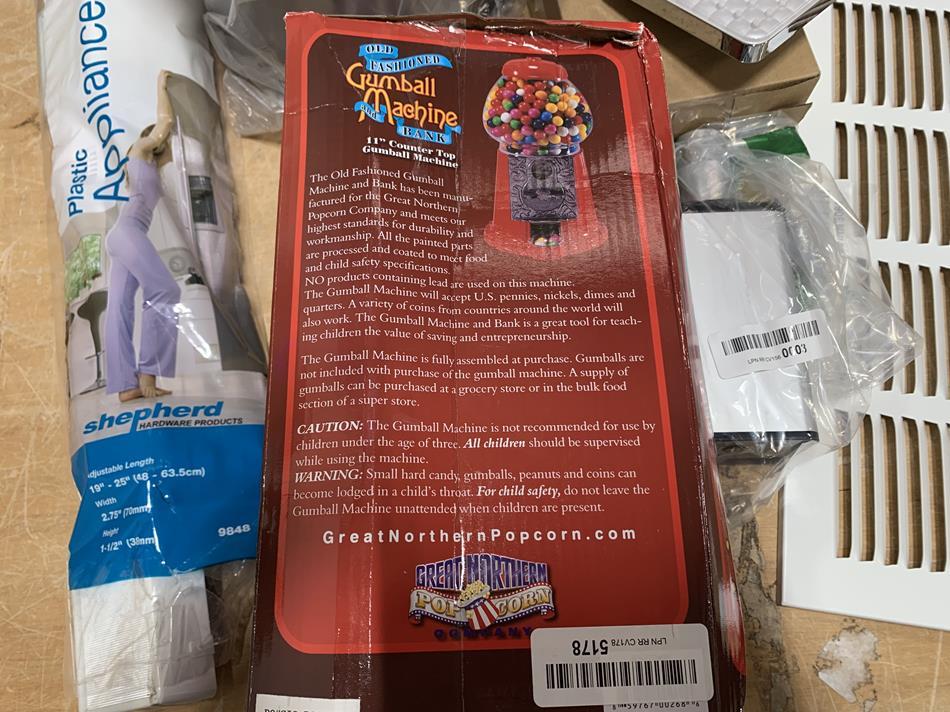 Plastic
Appliance
shepherd
HARDWARE PRODUCTS
Adjustable Length
19" - 25" (48 - 63.5cm)
Width
2.75" (70mm)
Height
1-1/2" (38mm)
9848
OLD
FASHIONED
Gumball
and Machine
BANK
11" Counter Top
Gumball Machine
The Old Fashioned Gumball
Machine and Bank has been manu-
factured for the Great Northern
Popcorn Company and meets our
highest standards for durability and
workmanship. All the painted parts
are processed and coated to meet food
and child safety specifications.
NO products containing lead are used on this machine.
The Gumball Machine will accept U.S. pennies, nickels, dimes and
quarters. A variety of coins from countries around the world will
also work. The Gumball Machine and Bank is a great tool for teach-
ing children the value of saving and entrepreneurship.
The Gumball Machine is fully assembled at purchase. Gumballs are
not included with purchase of the gumball machine. A supply of
gumballs can be purchased at a grocery store or in the bulk food
section of a super store.
CAUTION: The Gumball Machine is not recommended for use by
children under the age of three. All children should be supervised
while using the machine.
WARNING: Small hard candy, gumballs, peanuts and coins can
become lodged in a child's throat. For child safety, do not leave the
Gumball Machine unattended when children are present.
GreatNorthernPopcorn.com
GREAT NORTHERN
POPCORN
COMPANY
LPN RR CV178
5178